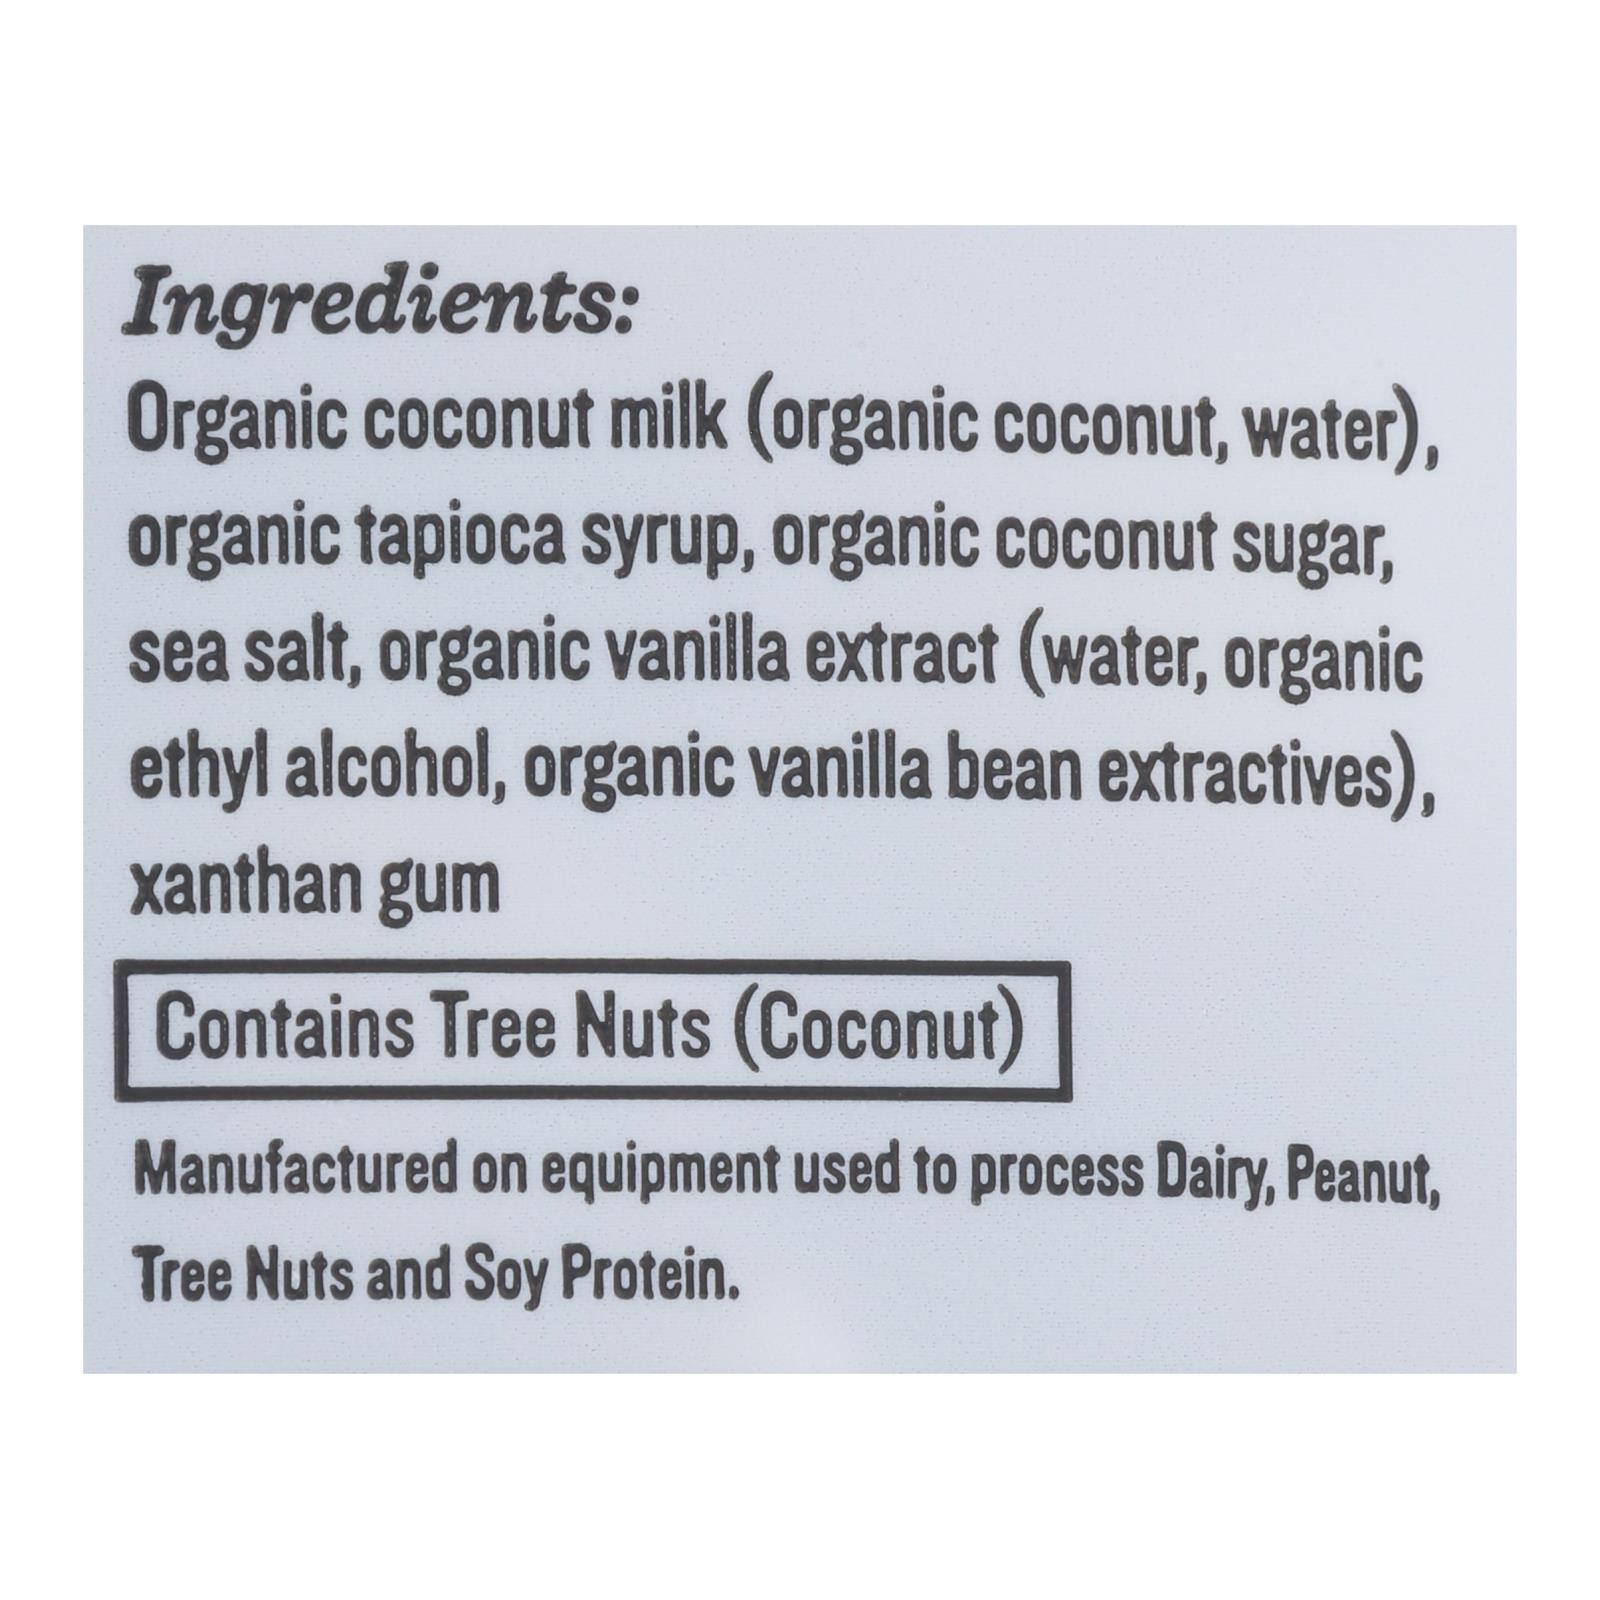 Ingredients:
Organic coconut milk (organic coconut, water),
organic tapioca syrup, organic coconut sugar,
sea salt, organic vanilla extract (water, organic
ethyl alcohol, organic vanilla bean extractives),
xanthan gum
Contains Tree Nuts (Coconut)
Manufactured on equipment used to process Dairy, Peanut,
Tree Nuts and Soy Protein.